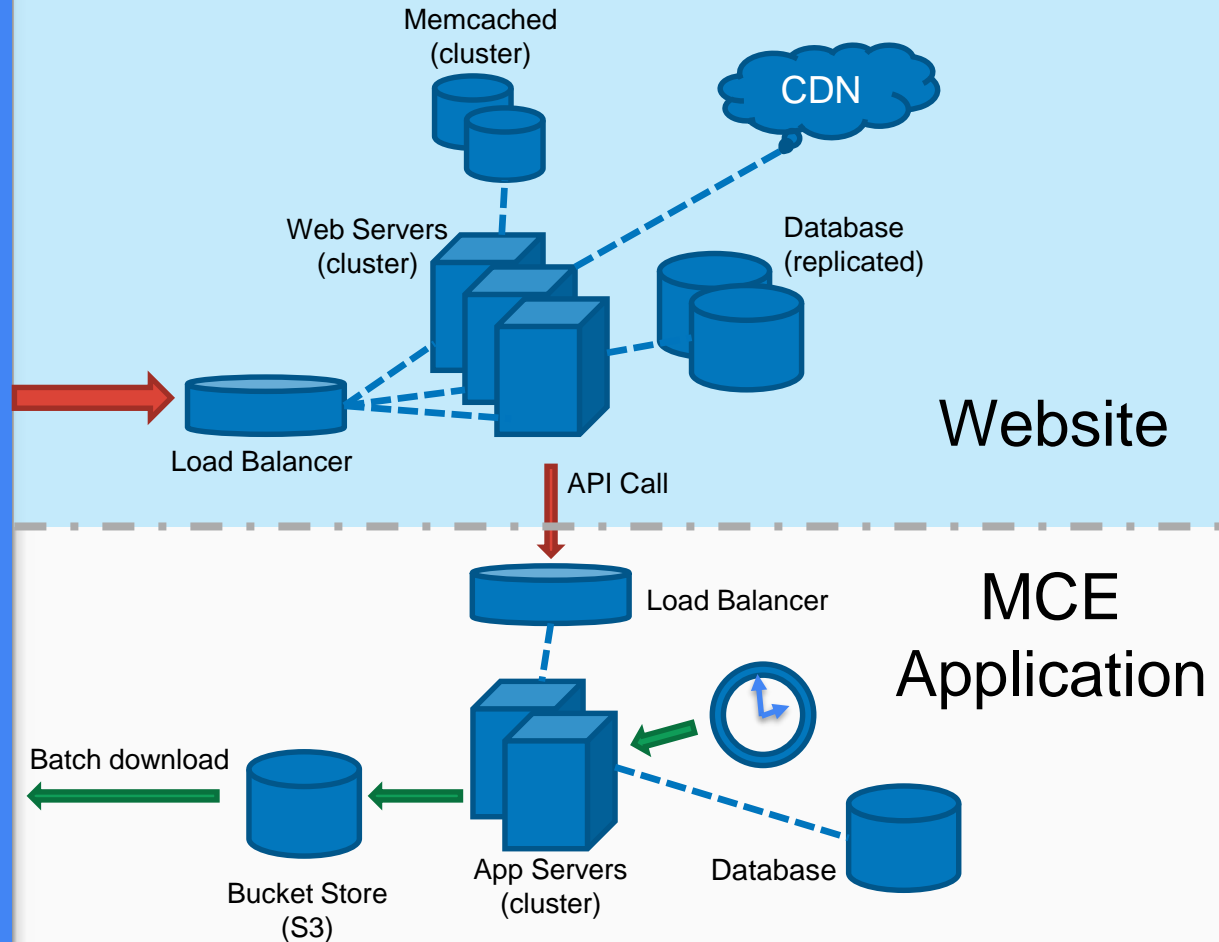 Memcached
(cluster)
CDN
Web Servers
(cluster)
Database
(replicated)
Website
Load Balancer
API Call
MCE
Application
Load Balancer
Batch download
Bucket Store
(S3)
App Servers
(cluster)
Database